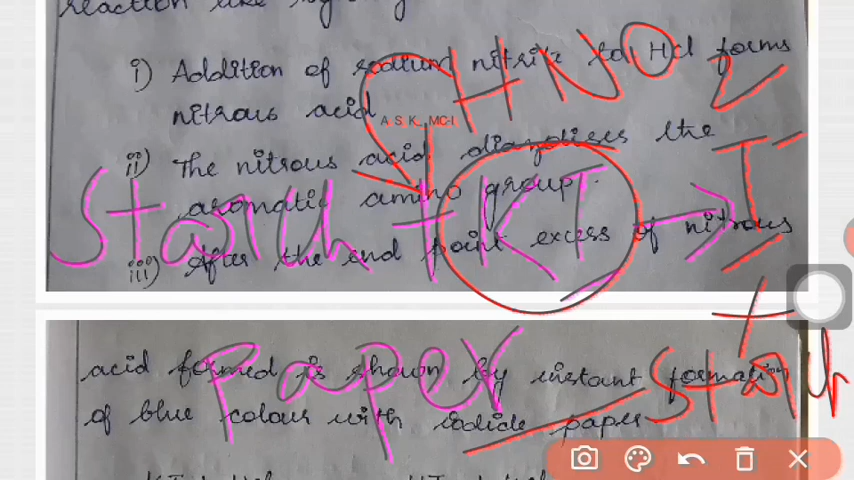 reaction like
i) Addition of sodium nitrite to Hcl forms
nitrous acid
A S K MC-I
HNO2
ii) The nitrous acid diazotises the
aromatic amino group.
Starch + KI → I2
iii) After the end point excess of nitrous
+
acid formed is shown by instant formation
of blue colour with iodide paper
paper
Starch